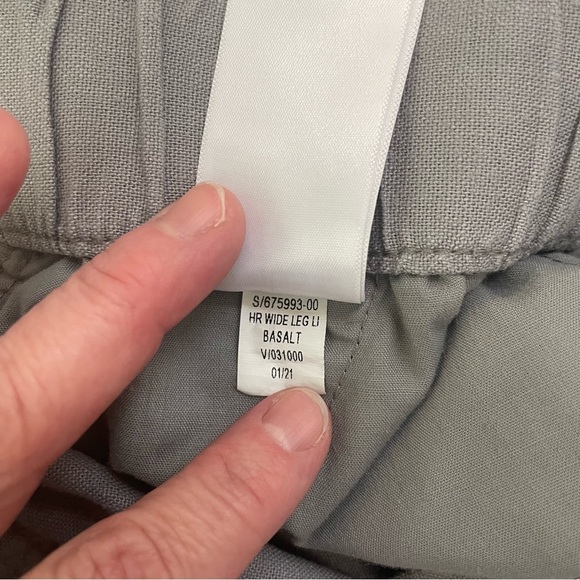 S/675993-00
HR WIDE LEG LI
BASALT
V/031000
01/21